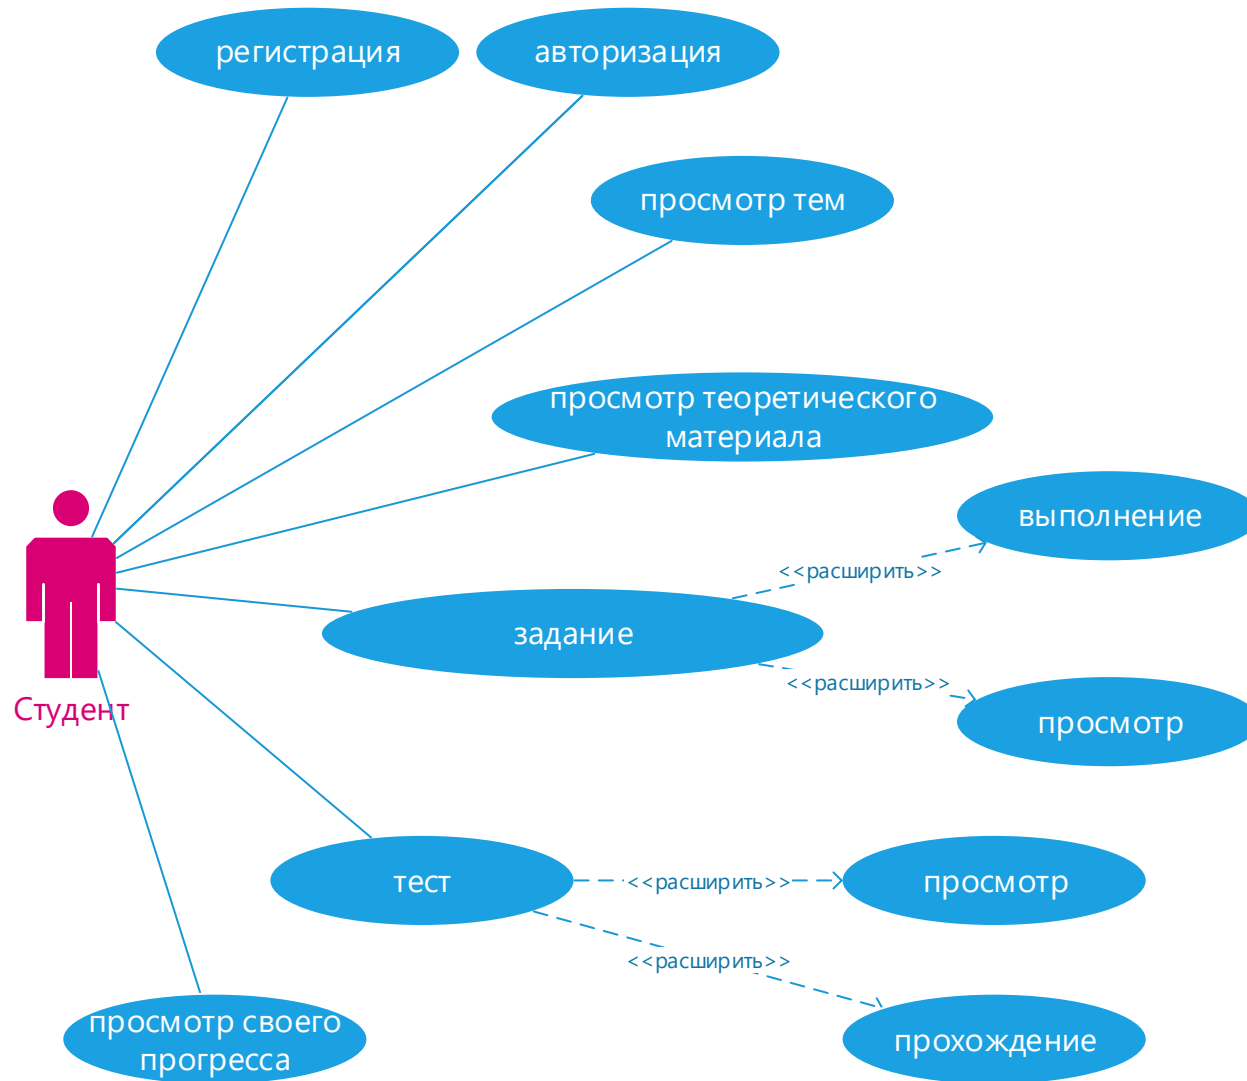 регистрация
авторизация
просмотр тем
просмотр теоретического
материала
выполнение
<<расширить>>
задание
<<расширить>>
просмотр
Студент
тест
<<расширить>>
просмотр
<<расширить>>
просмотр своего
прогресса
прохождение